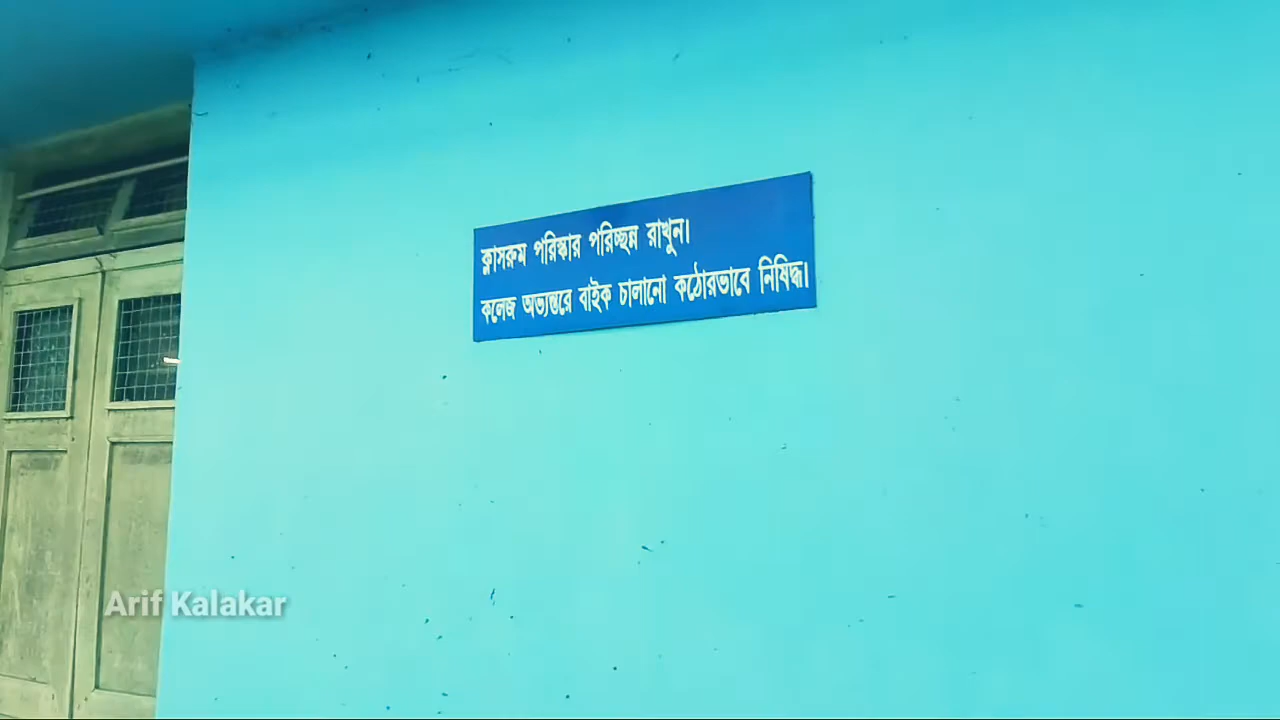 ক্লাসরুম পরিস্কার পরিচ্ছন্ন রাখুন।
কলেজ অভ্যন্তরে বাইক চালানো কঠোরভাবে নিষিদ্ধ।
Arif Kalakar